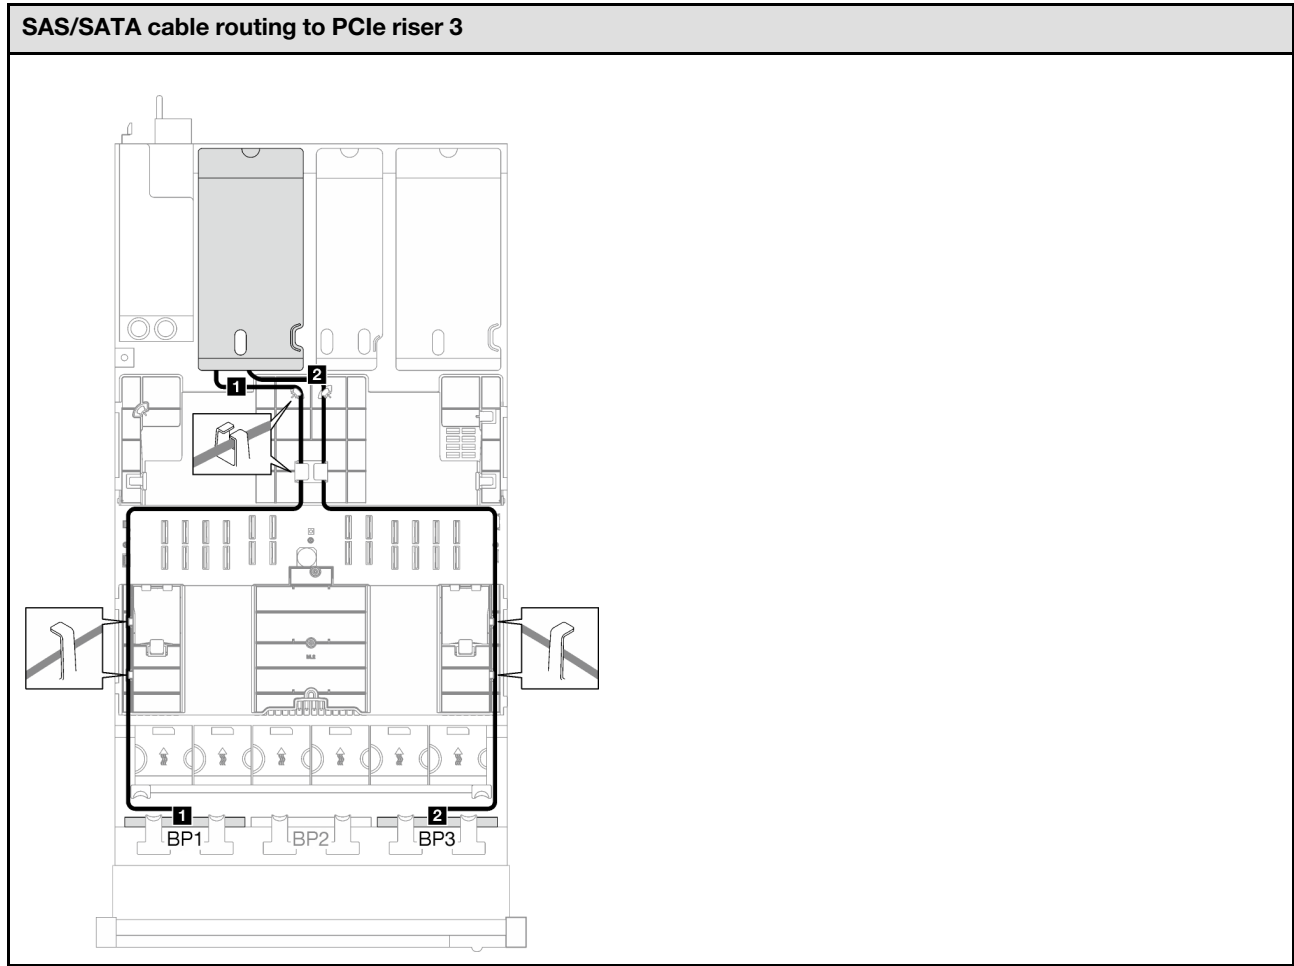 SAS/SATA cable routing to PCIe riser 3
2
1
1
2
BP1
BP2
BP3